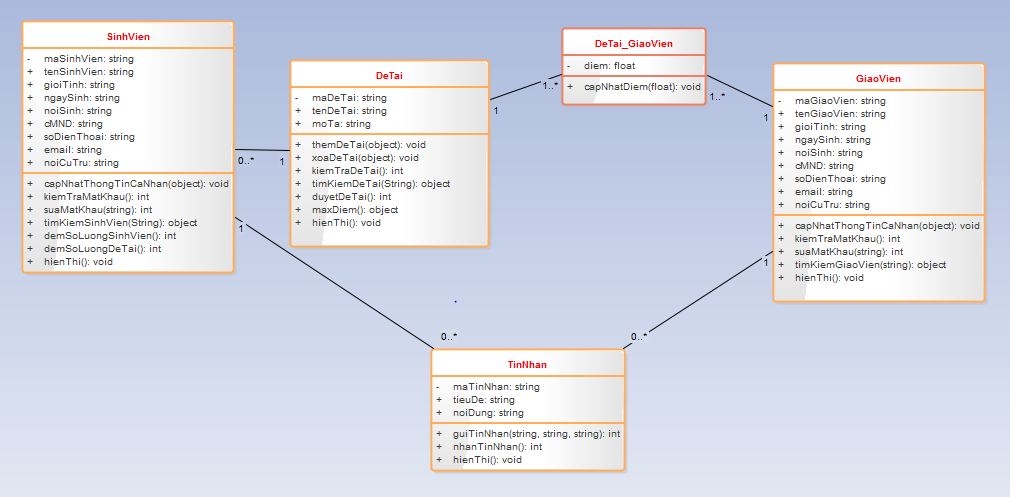 SinhVien
- maSinhVien: string
+ tenSinhVien: string
+ gioiTinh: string
+ ngaySinh: string
+ noiSinh: string
+ cMND: string
+ soDienThoai: string
+ email: string
+ noiCuTru: string
+ capNhatThongTinCaNhan(object): void
+ kiemTraMatKhau(): int
+ suaMatKhau(string): int
+ timKiemSinhVien(String): object
+ demSoLuongSinhVien(): int
+ demSoLuongDeTai(): int
+ hienThi(): void
0..*
1
1
DeTai
- maDeTai: string
+ tenDeTai: string
+ moTa: string
+ themDeTai(object): void
+ xoaDeTai(object): void
+ kiemTraDeTai(): int
+ timKiemDeTai(String): object
+ duyetDeTai(): int
+ maxDiem(): object
+ hienThi(): void
1
1..*
DeTai_GiaoVien
- diem: float
+ capNhatDiem(float): void
1..*
1
GiaoVien
- maGiaoVien: string
+ tenGiaoVien: string
+ gioiTinh: string
+ ngaySinh: string
+ noiSinh: string
+ cMND: string
+ soDienThoai: string
+ email: string
+ noiCuTru: string
+ capNhatThongTinCaNhan(object): void
+ kiemTraMatKhau(): int
+ suaMatKhau(string): int
+ timKiemGiaoVien(string): object
+ hienThi(): void
1
0..*
0..*
TinNhan
- maTinNhan: string
+ tieuDe: string
+ noiDung: string
+ guiTinNhan(string, string, string): int
+ nhanTinNhan(): int
+ hienThi(): void